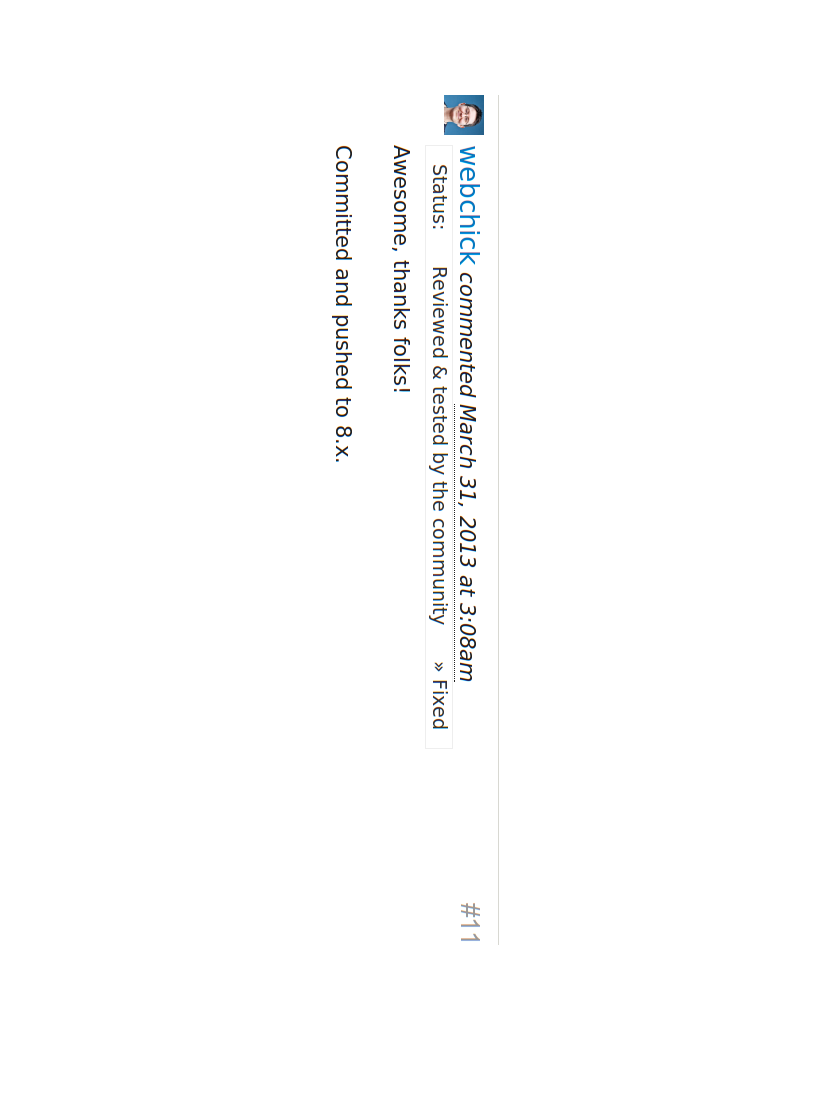 webchick commented March 31, 2013 at 3:08am
#11
Status: Reviewed & tested by the community » Fixed
Awesome, thanks folks!
Committed and pushed to 8.x.